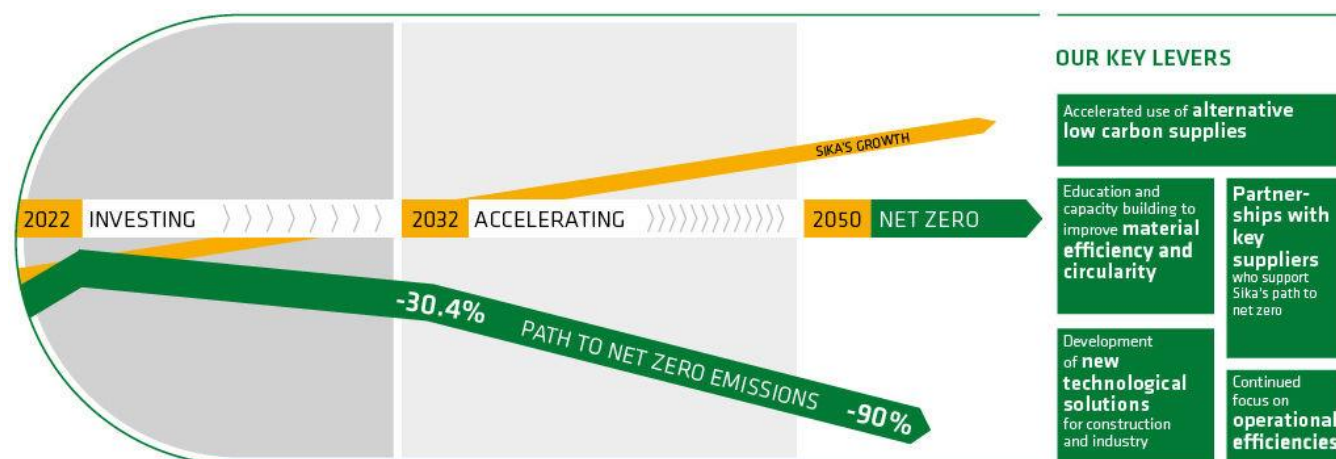 2022 INVESTING
2032 ACCELERATING
2050 NET ZERO
SIKA'S GROWTH
-30.4%
PATH TO NET ZERO EMISSIONS
-90%
OUR KEY LEVERS
Accelerated use of alternative
low carbon supplies
Education and
capacity building to
improve material
efficiency and
circularity
Partner-
ships with
key
suppliers
who support
Sika's path to
net zero
Development
of new
technological
solutions
for construction
and industry
Continued
focus on
operational
efficiencies